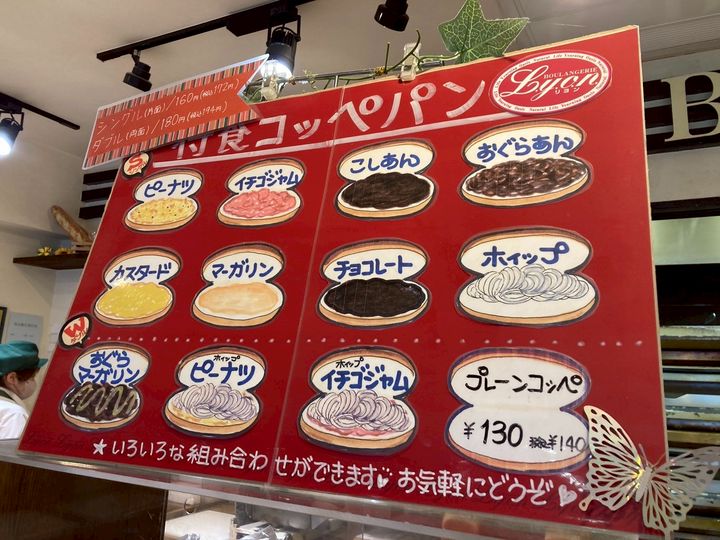 シングル(片面)/160円(税込172円)
ダブル(両面)/180円(税込194円)
給食コッペパン
BOULANGERIE
Lyon
リヨン
B
ピーナツ
イチゴジャム
こしあん
おぐらあん
カスタード
マーガリン
チョコレート
ホイップ
W
おぐら
マーガリン
ホイップ
ピーナツ
ホイップ
イチゴジャム
プレーンコッペ
¥130 税込¥140
★いろいろな組み合わせができます♥お気軽にどうぞ♥